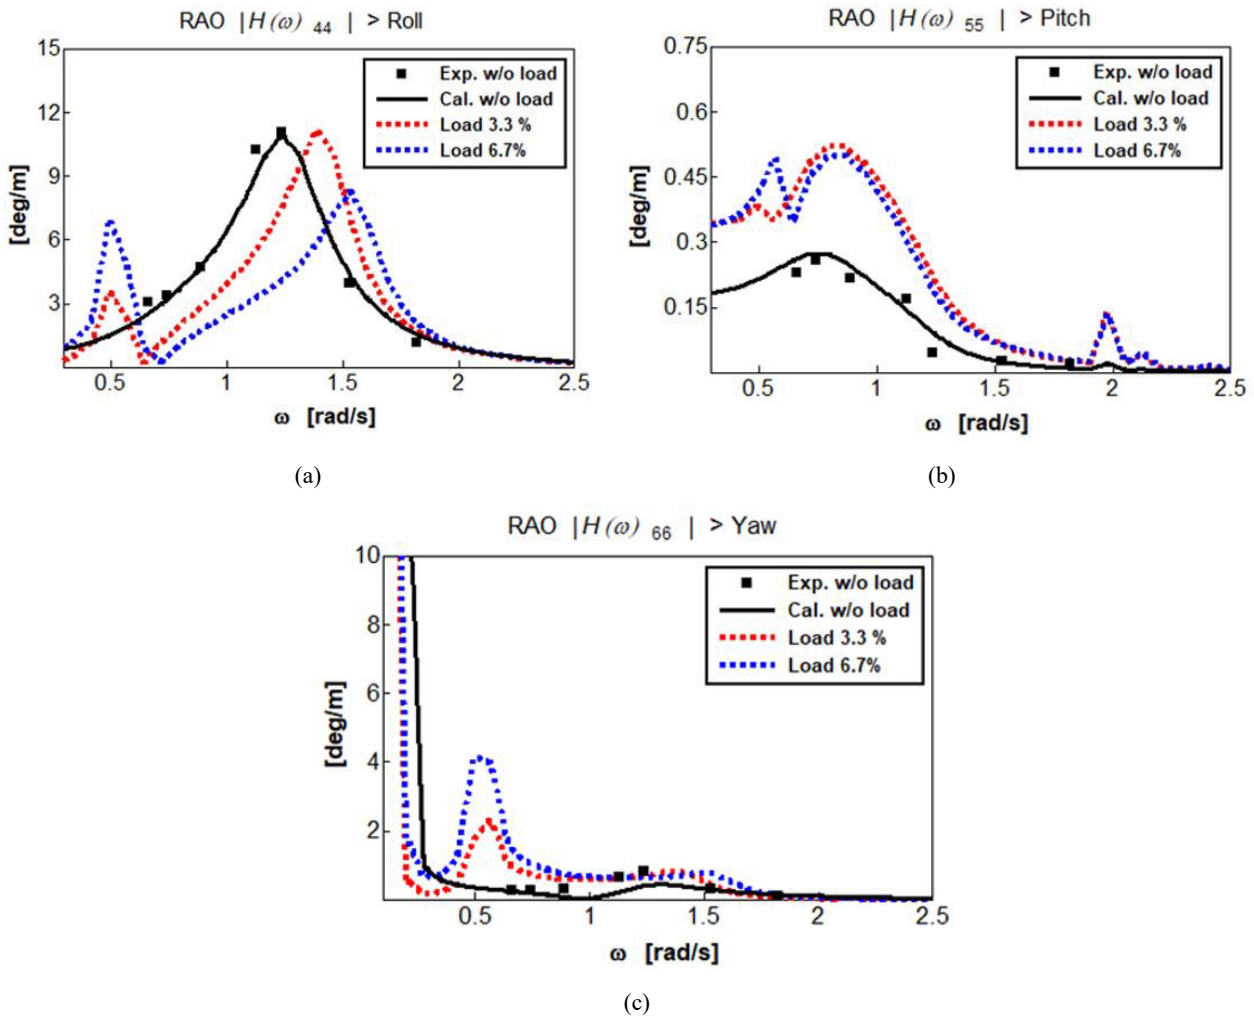 RAO |H(ω) 44 | > Roll
15
12
9
6
3
[deg/m]
Exp. w/o load
Cal. w/o load
Load 3.3 %
Load 6.7%
0.5 1 1.5 2 2.5
ω [rad/s]
(a)
RAO |H(ω) 55 | > Pitch
0.75
0.6
0.45
0.3
0.15
[deg/m]
Exp. w/o load
Cal. w/o load
Load 3.3 %
Load 6.7%
0.5 1 1.5 2 2.5
ω [rad/s]
(b)
RAO |H(ω) 66 | > Yaw
10
8
6
4
2
[deg/m]
Exp. w/o load
Cal. w/o load
Load 3.3 %
Load 6.7%
0.5 1 1.5 2 2.5
ω [rad/s]
(c)